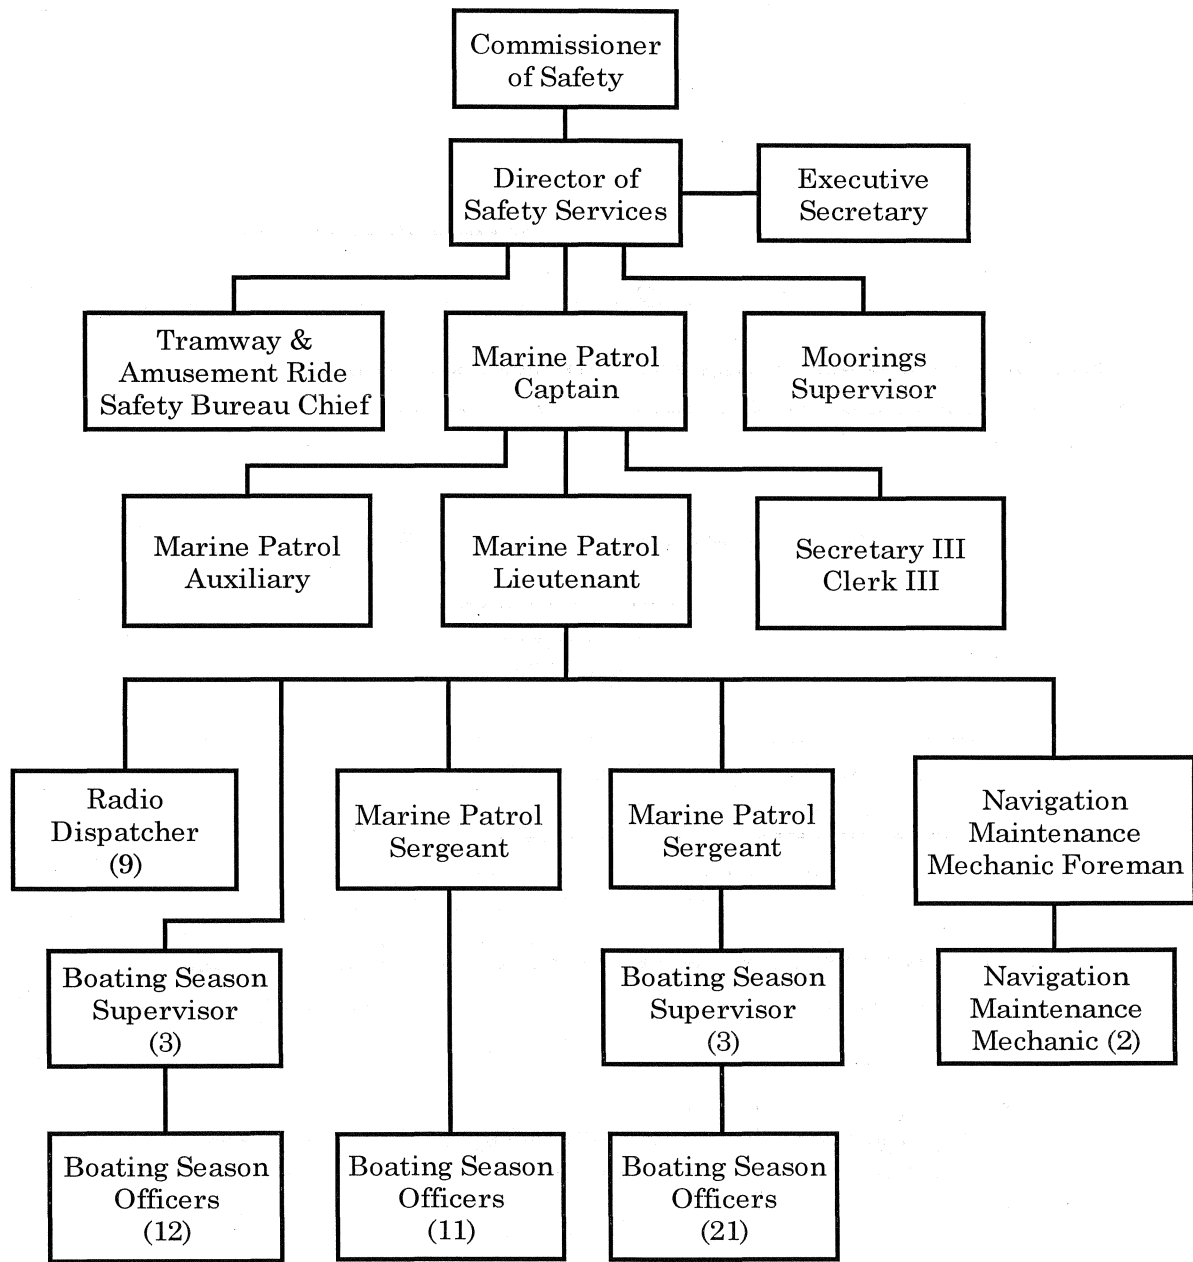 Commissioner
of Safety
Director of
Safety Services
Executive
Secretary
Tramway &
Amusement Ride
Safety Bureau Chief
Marine Patrol
Captain
Moorings
Supervisor
Marine Patrol
Auxiliary
Marine Patrol
Lieutenant
Secretary III
Clerk III
Radio
Dispatcher
(9)
Marine Patrol
Sergeant
Marine Patrol
Sergeant
Navigation
Maintenance
Mechanic Foreman
Boating Season
Supervisor
(3)
Boating Season
Supervisor
(3)
Navigation
Maintenance
Mechanic (2)
Boating Season
Officers
(12)
Boating Season
Officers
(11)
Boating Season
Officers
(21)